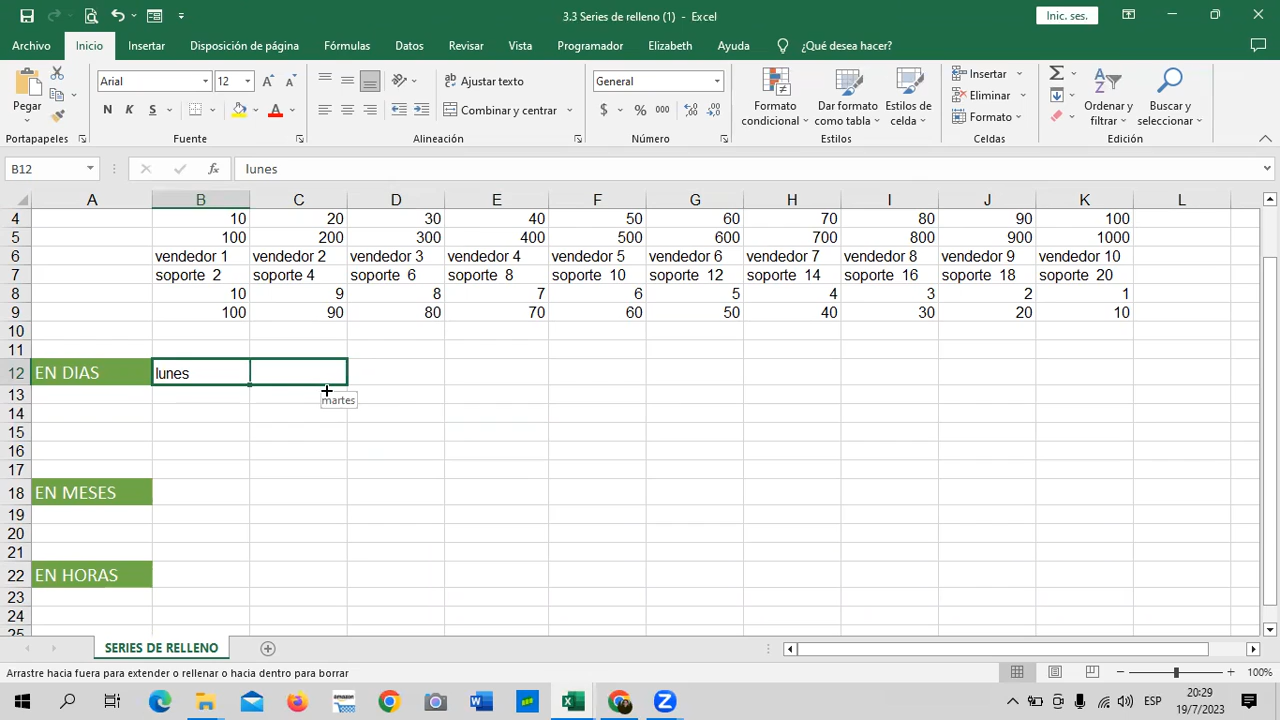 3.3 Series de relleno (1) - Excel
Inic. ses.
Archivo Inicio Insertar Disposición de página Fórmulas Datos Revisar Vista Programador Elizabeth Ayuda ¿Qué desea hacer?
Pegar
Arial 12
N K S
Ajustar texto
Combinar y centrar
General
$ % 000
Formato condicional
Dar formato como tabla
Estilos de celda
Insertar
Eliminar
Formato
Ordenar y filtrar
Buscar y seleccionar
Portapapeles Fuente Alineación Número Estilos Celdas Edición
B12 lunes
A B C D E F G H I J K L
4 10 20 30 40 50 60 70 80 90 100
5 100 200 300 400 500 600 700 800 900 1000
6 vendedor 1 vendedor 2 vendedor 3 vendedor 4 vendedor 5 vendedor 6 vendedor 7 vendedor 8 vendedor 9 vendedor 10
7 soporte 2 soporte 4 soporte 6 soporte 8 soporte 10 soporte 12 soporte 14 soporte 16 soporte 18 soporte 20
8 10 9 8 7 6 5 4 3 2 1
9 100 90 80 70 60 50 40 30 20 10
10
11
12 EN DIAS lunes
13 martes
14
15
16
17
18 EN MESES
19
20
21
22 EN HORAS
23
24
25
SERIES DE RELLENO
Arrastre hacia fuera para extender o rellenar o hacia dentro para borrar
100%
ESP
20:29
19/7/2023